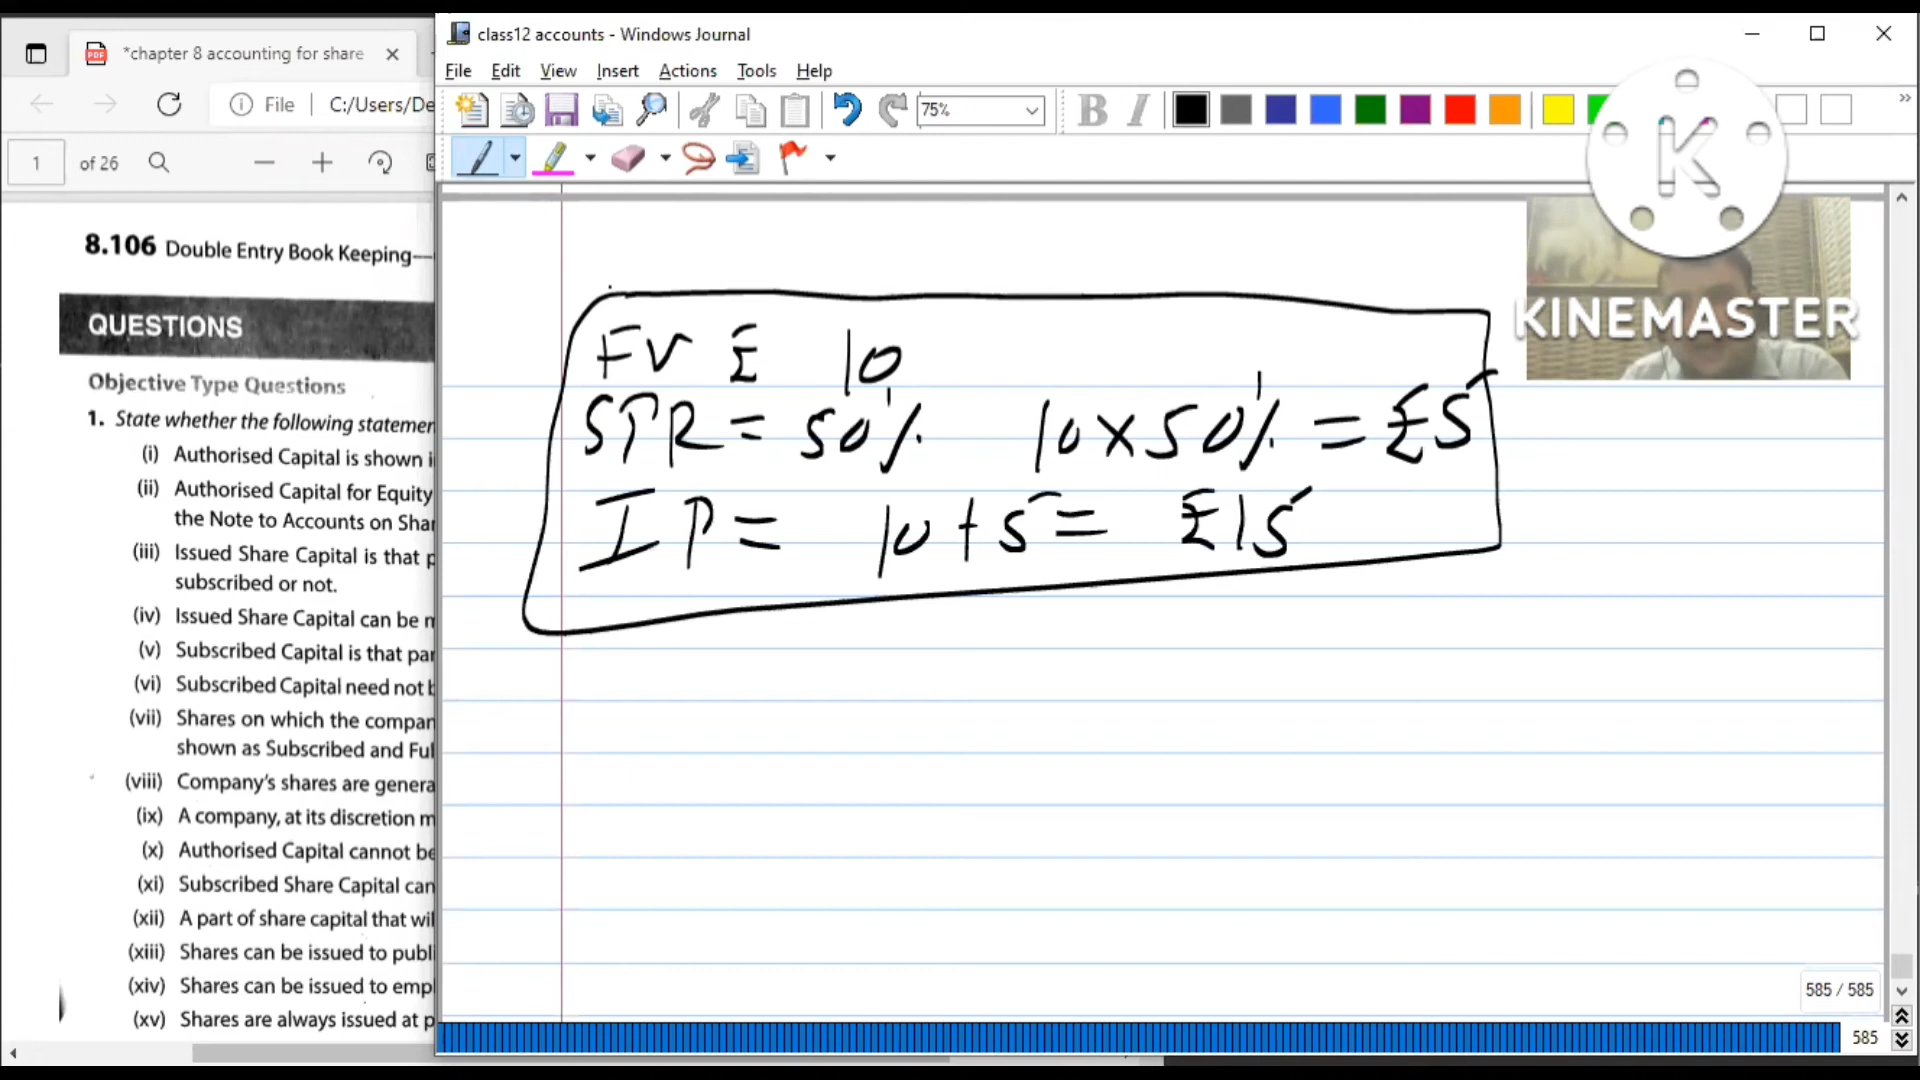 *chapter 8 accounting for share
File C:/Users/De
1 of 26
8.106 Double Entry Book Keeping—
QUESTIONS
Objective Type Questions
1. State whether the following statemen
(i) Authorised Capital is shown i
(ii) Authorised Capital for Equity
the Note to Accounts on Shar
(iii) Issued Share Capital is that p
subscribed or not.
(iv) Issued Share Capital can be
(v) Subscribed Capital is that par
(vi) Subscribed Capital need not b
(vii) Shares on which the compan
shown as Subscribed and Ful
(viii) Company's shares are genera
(ix) A company, at its discretion m
(x) Authorised Capital cannot be
(xi) Subscribed Share Capital can
(xii) A part of share capital that wil
(xiii) Shares can be issued to publi
(xiv) Shares can be issued to empl
(xv) Shares are always issued at p
class12 accounts - Windows Journal
File Edit View Insert Actions Tools Help
75% B I
K
KINEMASTER
FV £ 10
SPR = 50% 10 x 50% = £5
IP = 10 + 5 = £15
585 / 585
585